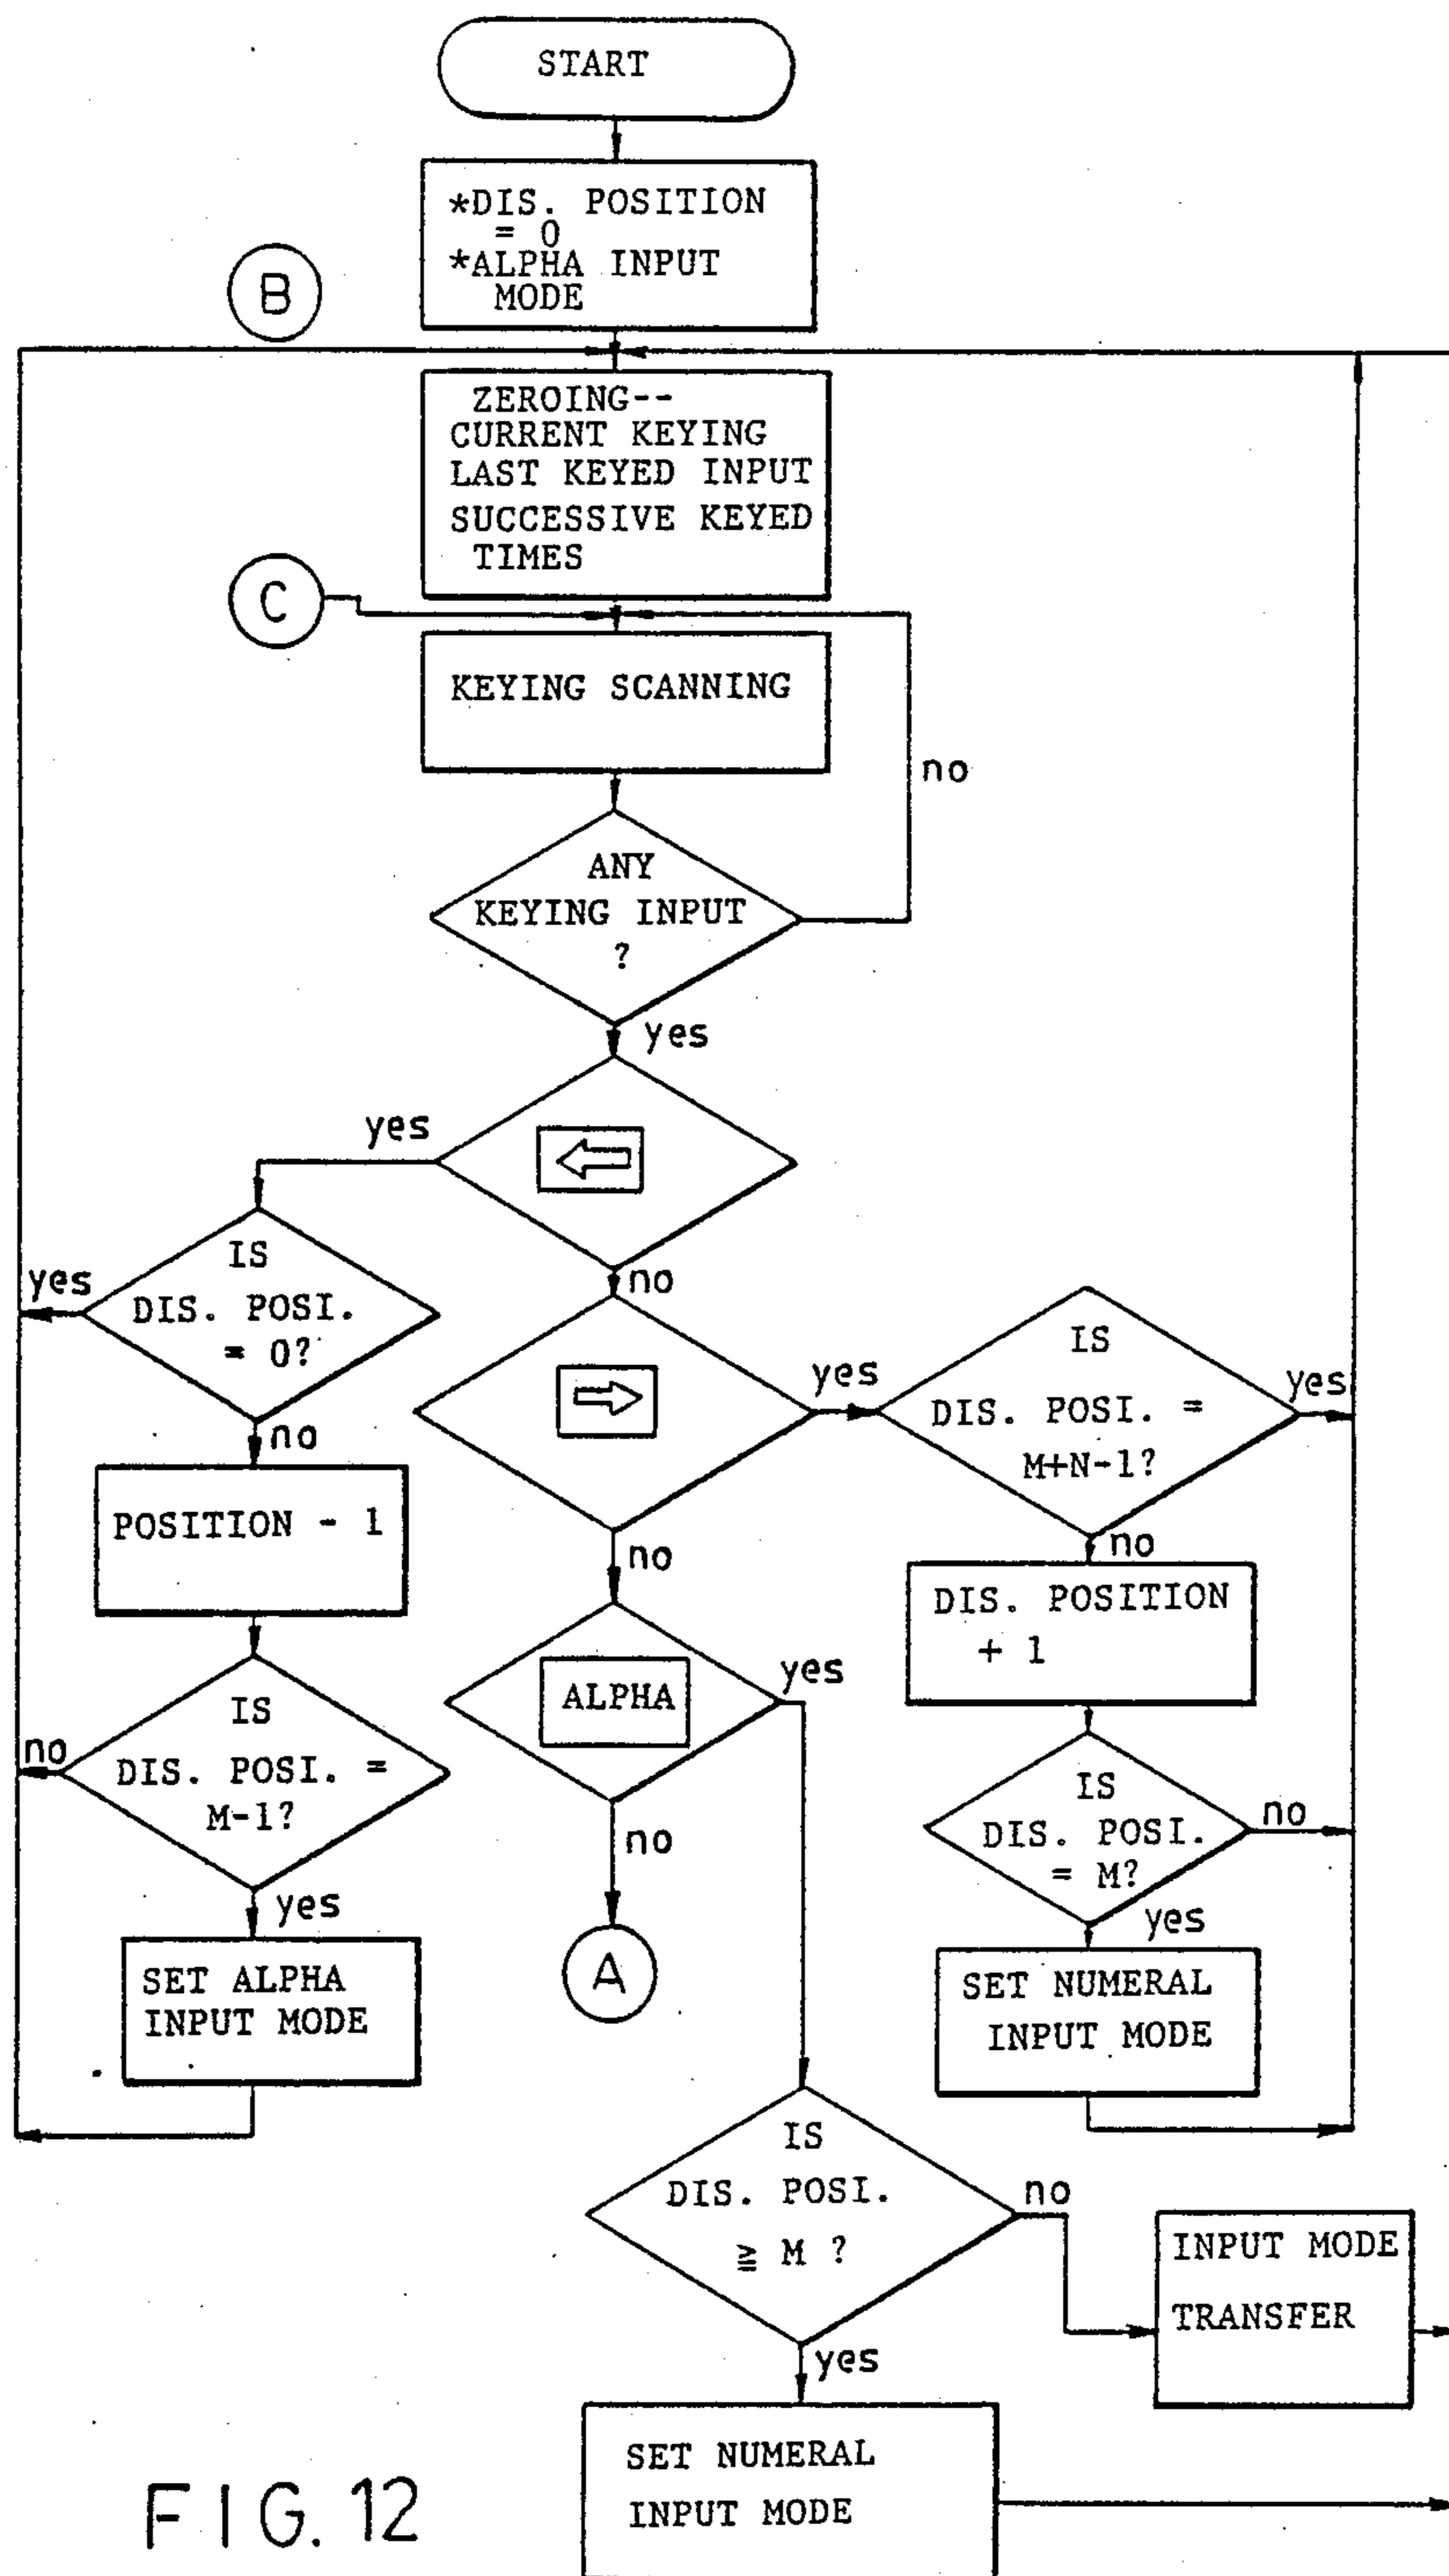 START
*DIS. POSITION
= 0
*ALPHA INPUT
MODE
B
ZEROING--
CURRENT KEYING
LAST KEYED INPUT
SUCCESSIVE KEYED
TIMES
C
KEYING SCANNING
no
ANY
KEYING INPUT
?
yes
yes
no
IS
DIS. POSI.
= 0?
yes
no
POSITION - 1
IS
DIS. POSI. =
M-1?
no
yes
SET ALPHA
INPUT MODE
yes
no
IS
DIS. POSI. =
M+N-1?
yes
no
DIS. POSITION
+ 1
IS
DIS. POSI.
= M?
no
yes
SET NUMERAL
INPUT MODE
ALPHA
yes
no
A
IS
DIS. POSI.
≧ M ?
no
yes
INPUT MODE
TRANSFER
SET NUMERAL
INPUT MODE
FIG. 12